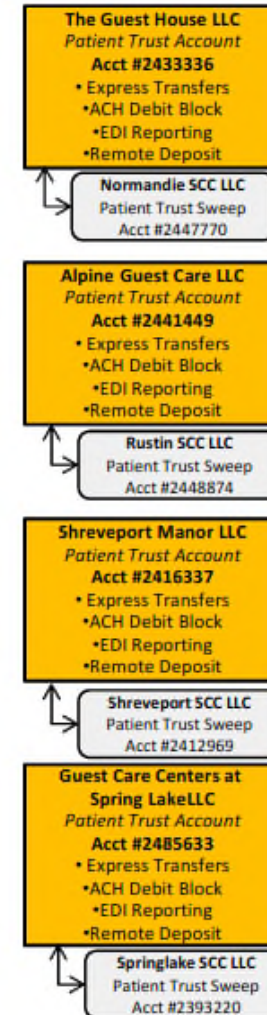 The Guest House LLC
Patient Trust Account
Acct #2433336
• Express Transfers
•ACH Debit Block
•EDI Reporting
•Remote Deposit
Normandie SCC LLC
Patient Trust Sweep
Acct #2447770
Alpine Guest Care LLC
Patient Trust Account
Acct #2441449
• Express Transfers
•ACH Debit Block
•EDI Reporting
•Remote Deposit
Rustin SCC LLC
Patient Trust Sweep
Acct #2448874
Shreveport Manor LLC
Patient Trust Account
Acct #2416337
• Express Transfers
•ACH Debit Block
•EDI Reporting
•Remote Deposit
Shreveport SCC LLC
Patient Trust Sweep
Acct #2412969
Guest Care Centers at
Spring LakeLLC
Patient Trust Account
Acct #2485633
• Express Transfers
•ACH Debit Block
•EDI Reporting
•Remote Deposit
Springlake SCC LLC
Patient Trust Sweep
Acct #2393220